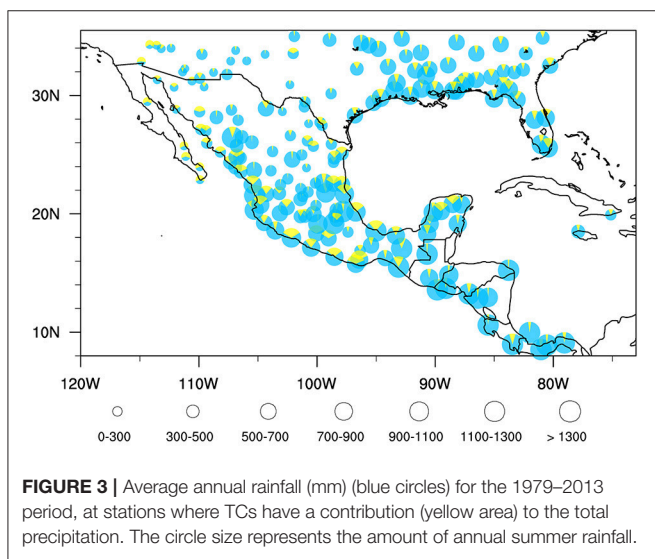 30N
20N
10N
120W 110W 100W 90W 80W
0-300 300-500 500-700 700-900 900-1100 1100-1300 > 1300
FIGURE 3 | Average annual rainfall (mm) (blue circles) for the 1979–2013
period, at stations where TCs have a contribution (yellow area) to the total
precipitation. The circle size represents the amount of annual summer rainfall.